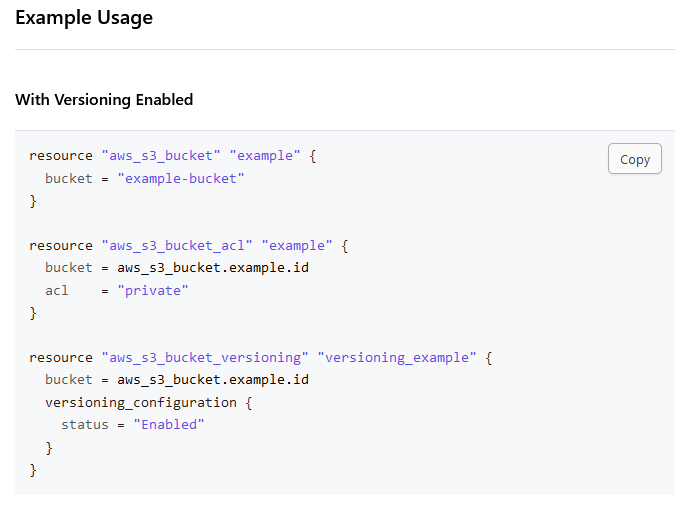 Example Usage
With Versioning Enabled
Copy
resource "aws_s3_bucket" "example" {
  bucket = "example-bucket"
}

resource "aws_s3_bucket_acl" "example" {
  bucket = aws_s3_bucket.example.id
  acl    = "private"
}

resource "aws_s3_bucket_versioning" "versioning_example" {
  bucket = aws_s3_bucket.example.id
  versioning_configuration {
    status = "Enabled"
  }
}